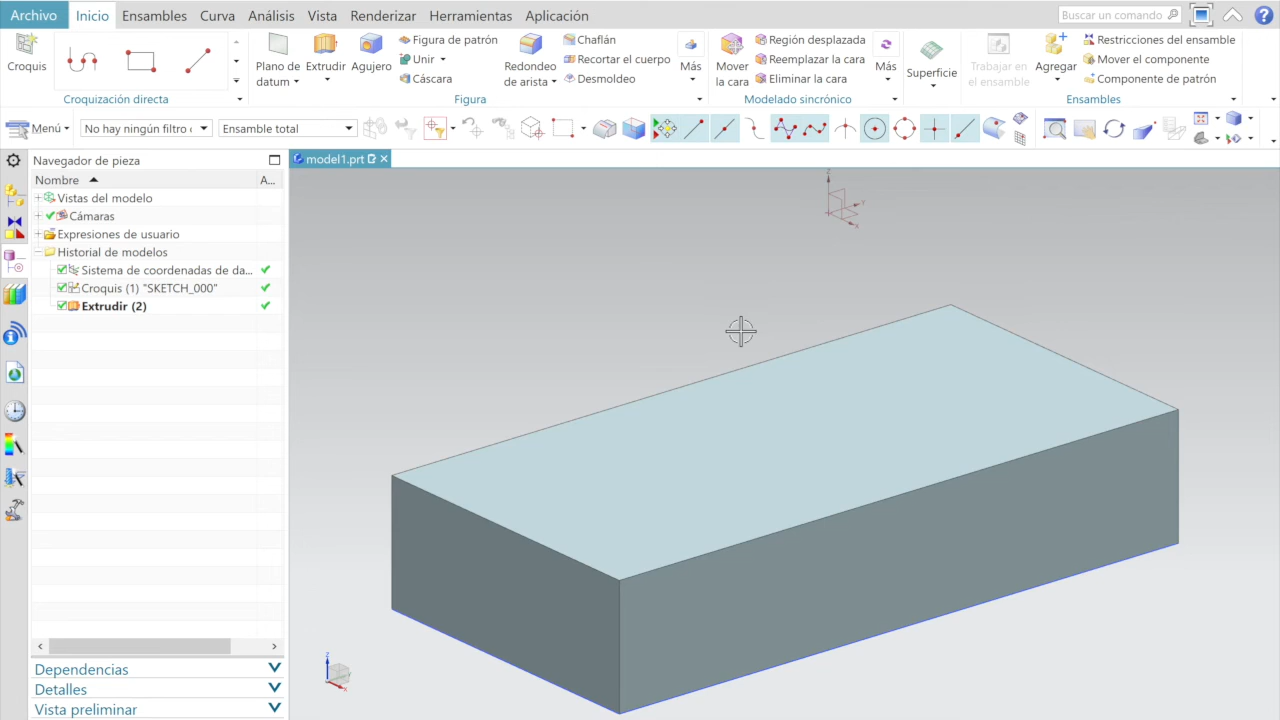 Archivo Inicio Ensambles Curva Análisis Vista Renderizar Herramientas Aplicación Buscar un comando
Croquis
Croquización directa
Plano de datum
Extrudir
Agujero
Figura de patrón
Unir
Cáscara
Redondeo de arista
Chaflán
Recortar el cuerpo
Desmoldeo
Más
Figura
Mover la cara
Región desplazada
Reemplazar la cara
Eliminar la cara
Más
Modelado sincrónico
Superficie
Trabajar en el ensamble
Agregar
Restricciones del ensamble
Mover el componente
Componente de patrón
Ensambles
Menú No hay ningún filtro Ensamble total
Navegador de pieza
model1.prt
Nombre A...
Vistas del modelo
Cámaras
Expresiones de usuario
Historial de modelos
Sistema de coordenadas de da...
Croquis (1) "SKETCH_000"
Extrudir (2)
Dependencias
Detalles
Vista preliminar
Z
Y
X
Z
Y
X